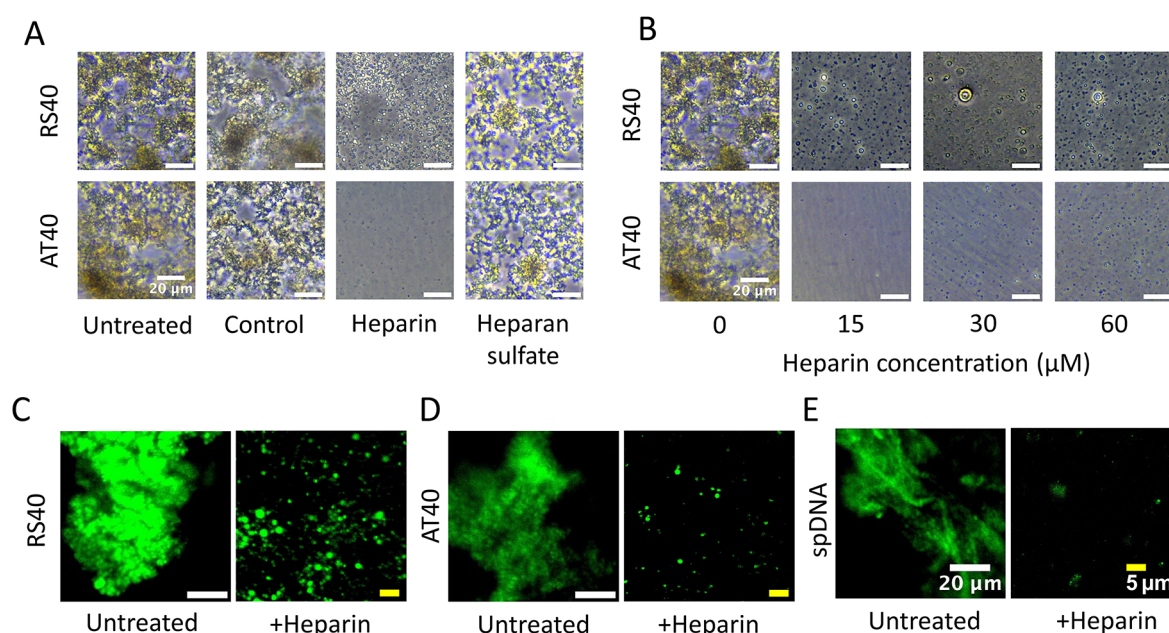 A
RS40
AT40
20 µm
Untreated
Control
Heparin
Heparan
sulfate
B
RS40
AT40
20 µm
0
15
30
60
Heparin concentration (µM)
C
RS40
Untreated
+Heparin
D
AT40
Untreated
+Heparin
E
spDNA
20 µm
5 µm
Untreated
+Heparin